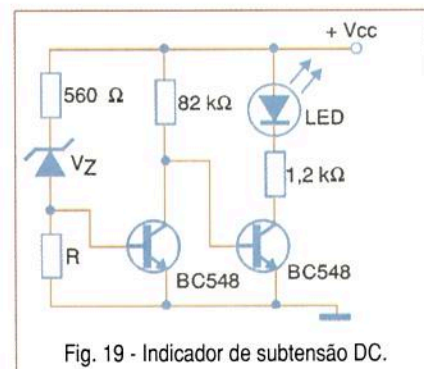 + Vcc
560 Ω
82 kΩ
LED
VZ
1,2 kΩ
R
BC548
BC548
Fig. 19 - Indicador de subtensão DC.